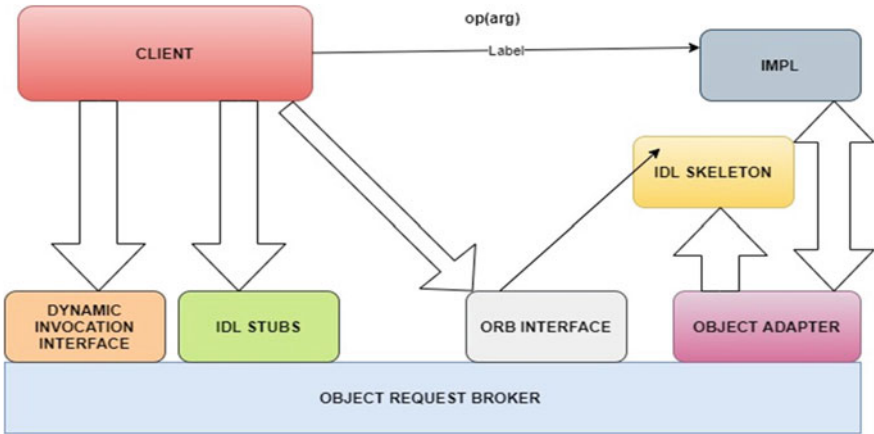 op(arg)
CLIENT
Label
IMPL
IDL SKELETON
DYNAMIC
INVOCATION
INTERFACE
IDL STUBS
ORB INTERFACE
OBJECT ADAPTER
OBJECT REQUEST BROKER